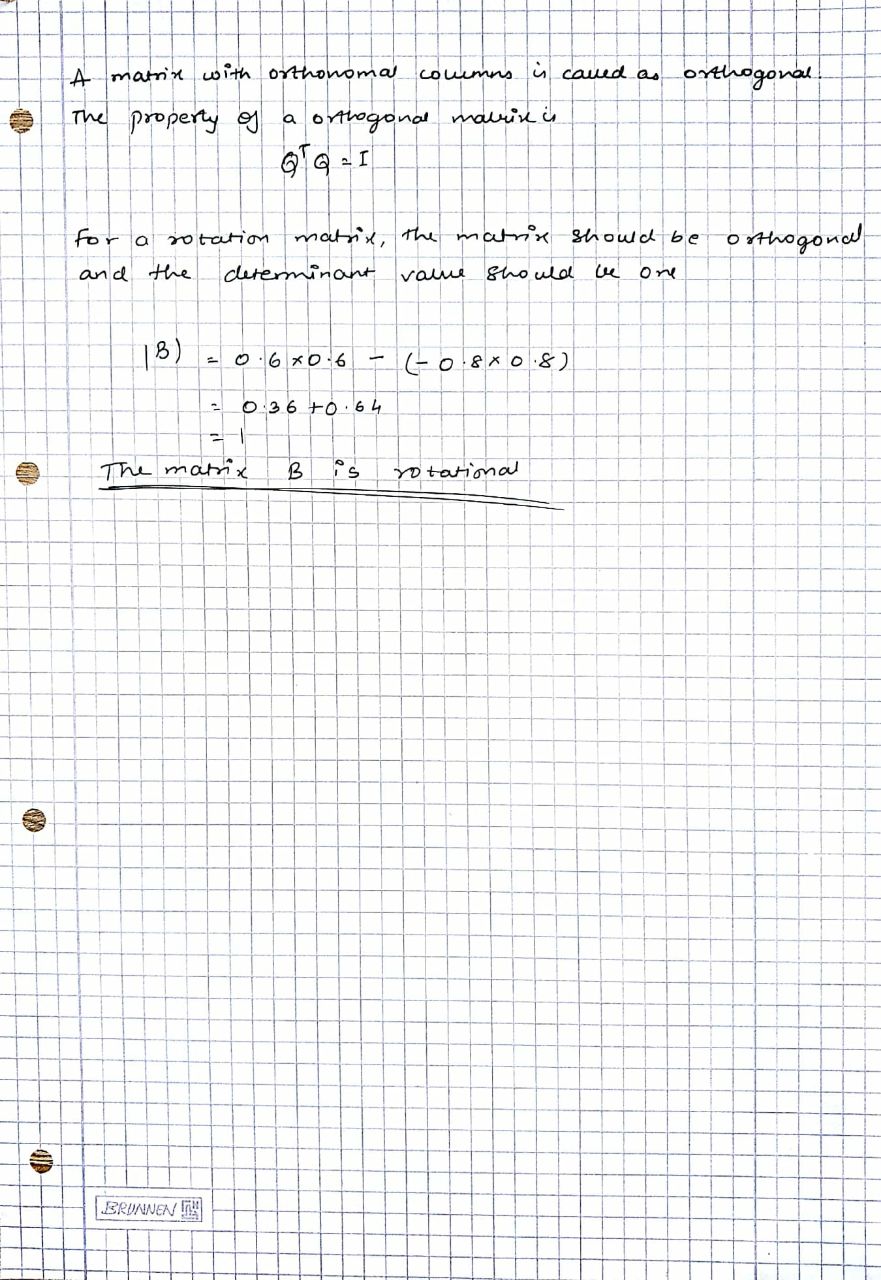 A matrix with orthonomal columns is called as orthogonal.
The property of a orthogonal matrix is
QᵀQ = I
for a rotation matrix, the matrix should be orthogonal
and the determinant value should be one
|B) = 0.6×0.6 - (-0.8×0.8)
= 0.36+0.64
= 1
The matrix B is rotational
BRUNNEN